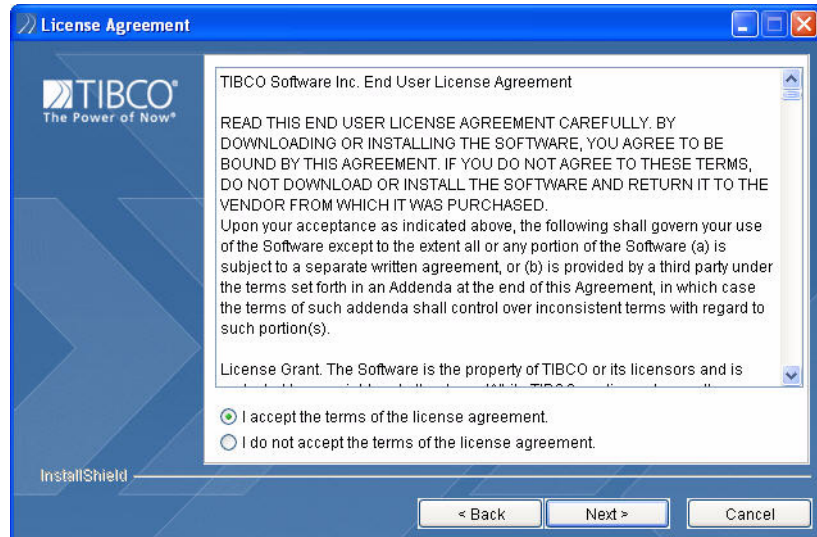 License Agreement
TIBCO®
The Power of Now®
TIBCO Software Inc. End User License Agreement
READ THIS END USER LICENSE AGREEMENT CAREFULLY. BY
DOWNLOADING OR INSTALLING THE SOFTWARE, YOU AGREE TO BE
BOUND BY THIS AGREEMENT. IF YOU DO NOT AGREE TO THESE TERMS,
DO NOT DOWNLOAD OR INSTALL THE SOFTWARE AND RETURN IT TO THE
VENDOR FROM WHICH IT WAS PURCHASED.
Upon your acceptance as indicated above, the following shall govern your use
of the Software except to the extent all or any portion of the Software (a) is
subject to a separate written agreement, or (b) is provided by a third party under
the terms set forth in an Addenda at the end of this Agreement, in which case
the terms of such addenda shall control over inconsistent terms with regard to
such portion(s).
License Grant. The Software is the property of TIBCO or its licensors and is
I accept the terms of the license agreement.
I do not accept the terms of the license agreement.
InstallShield
< Back
Next >
Cancel